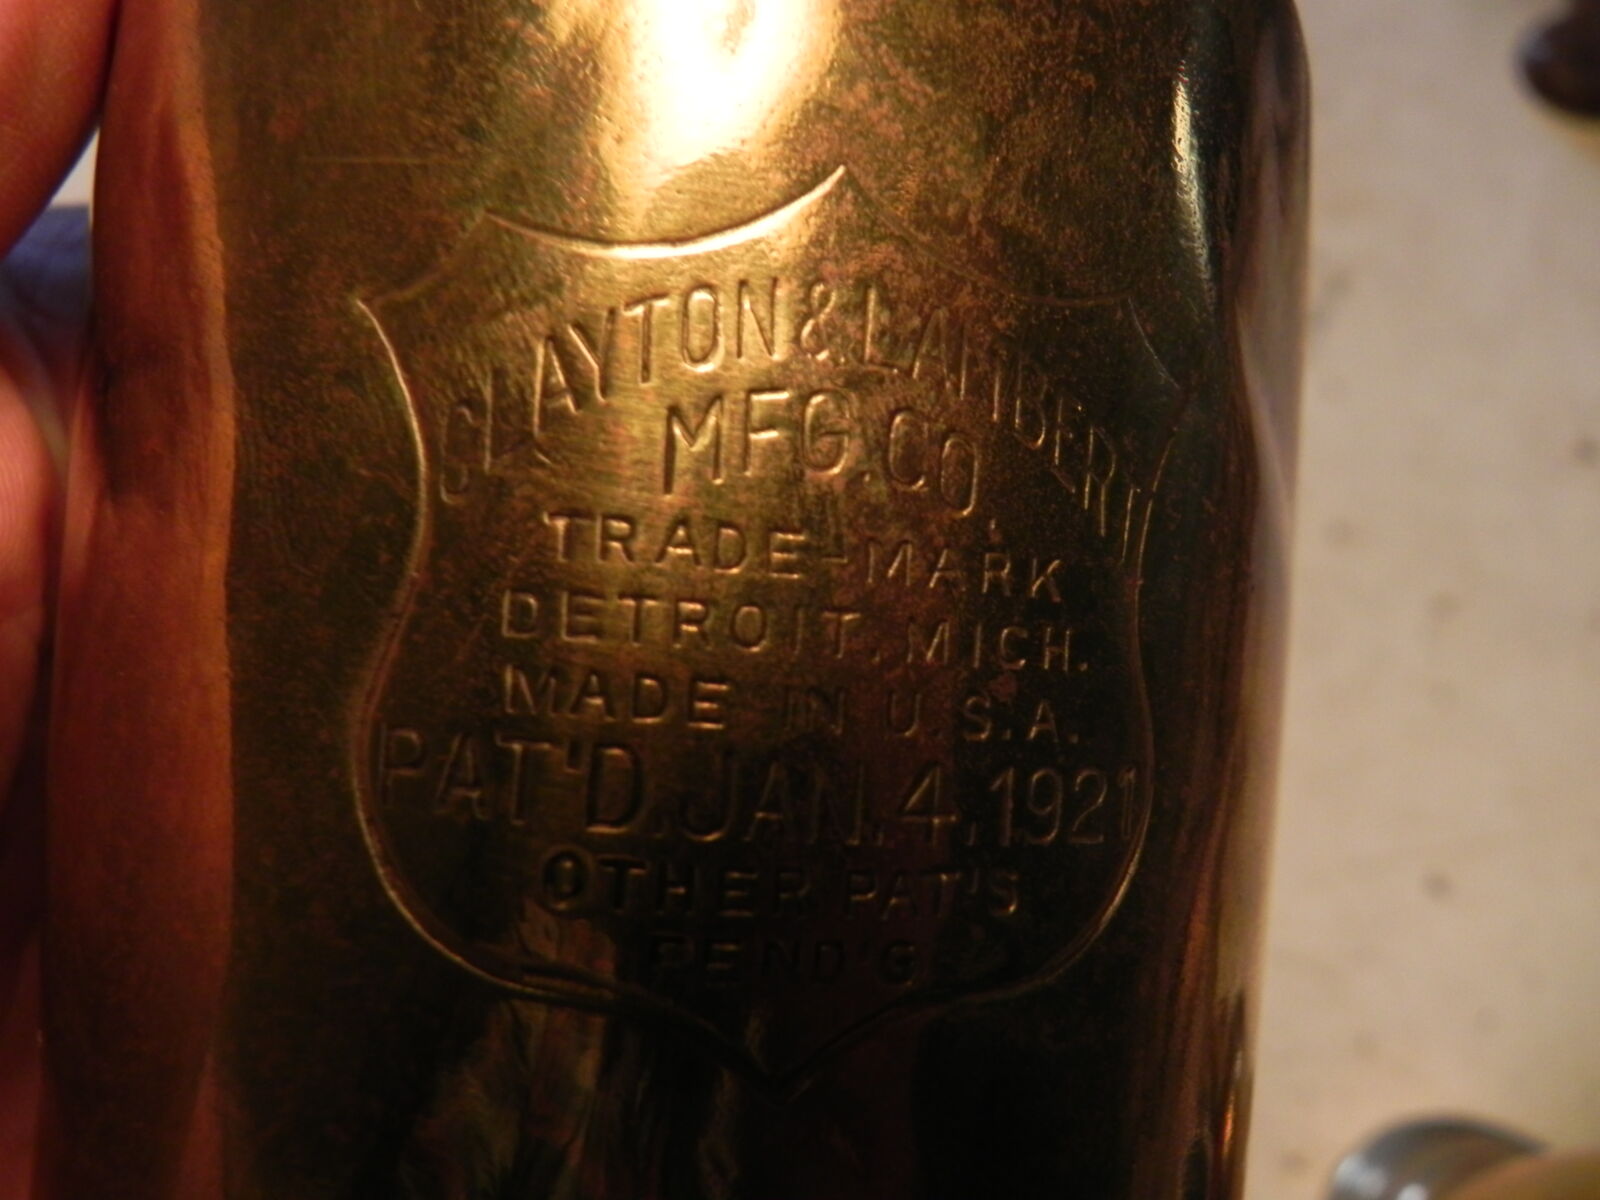 CLAYTON & LAMBERT
MFG. CO.
TRADE-MARK
DETROIT, MICH.
MADE IN U.S.A.
PAT'D. JAN. 4, 1921
OTHER PAT'S
PEND'G